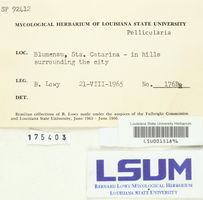 SP 92412
MYCOLOGICAL HERBARIUM OF LOUISIANA STATE UNIVERSITY
Pellicularia
LOC. Blumenau, Sta. Catarina - in hills
surrounding the city
LEG. B. Lowy 21-VIII-1965 No. 176B
Brazilian collections of B. Lowy made under the auspices of the Fulbright Commission
and Louisiana State University, June 1965 - June 1966.
175403
Louisiana State University Herbarium
LSU00151894
LSUM
BERNARD LOWY MYCOLOGICAL HERBARIUM
LOUISIANA STATE UNIVERSITY